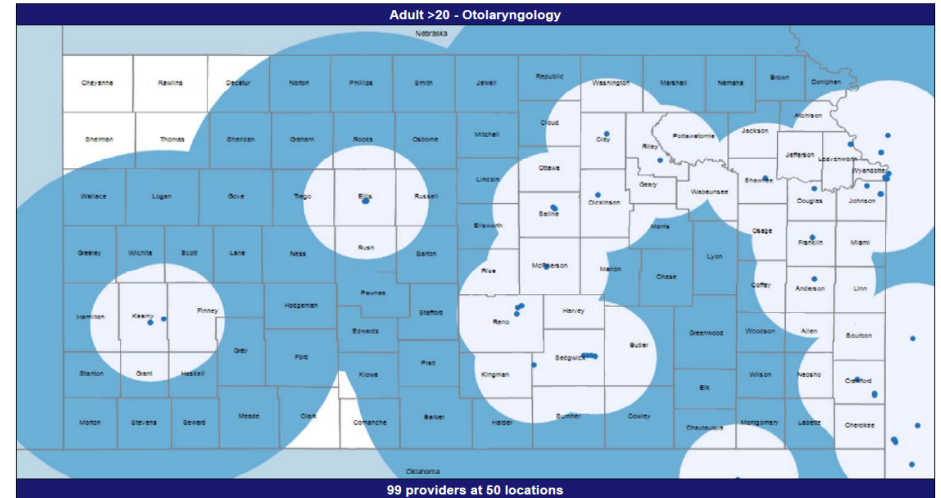 Adult >20 - Otolaryngology
Nebraska
Cheyenne Rawlins Decatur Norton Phillips Smith Jewell Republic Washington Marshall Nemaha Brown Doniphan
Atchison
Sherman Thomas Sheridan Graham Rooks Osborne Mitchell Cloud Clay Riley Pottawatomie Jackson
Jefferson Leavenworth
Wyandotte
Wallace Logan Gove Trego Ellis Russell Lincoln Ottawa Dickinson Geary Wabaunsee Shawnee Douglas Johnson
Saline
Ellsworth Morris Osage Franklin Miami
Greeley Wichita Scott Lane Ness Rush Barton Rice McPherson Marion Chase Lyon
Coffey Anderson Linn
Hamilton Kearny Finney Hodgeman Pawnee Stafford Reno Harvey
Edwards Greenwood Woodson Allen Bourbon
Gray Ford Sedgwick Butler
Stanton Grant Haskell Kiowa Pratt Kingman Elk Wilson Neosho Crawford
Morton Stevens Seward Meade Clark Comanche Barber Harper Sumner Cowley Chautauqua Montgomery Labette Cherokee
Oklahoma
99 providers at 50 locations